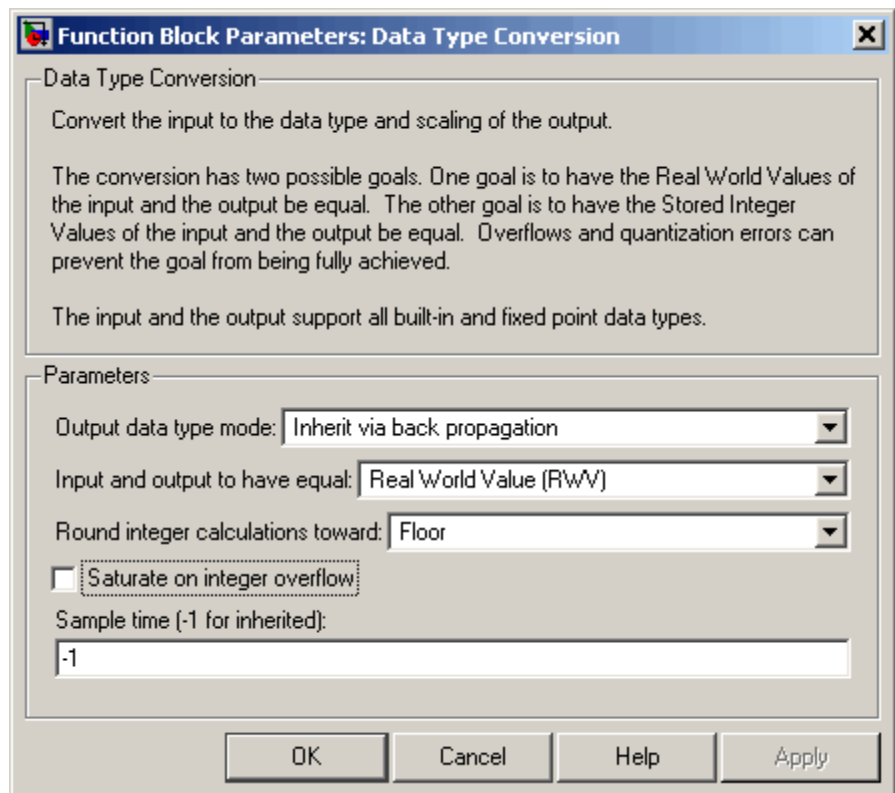 Function Block Parameters: Data Type Conversion
Data Type Conversion
Convert the input to the data type and scaling of the output.
The conversion has two possible goals. One goal is to have the Real World Values of
the input and the output be equal.  The other goal is to have the Stored Integer
Values of the input and the output be equal.  Overflows and quantization errors can
prevent the goal from being fully achieved.
The input and the output support all built-in and fixed point data types.
Parameters
Output data type mode: Inherit via back propagation
Input and output to have equal: Real World Value (RWV)
Round integer calculations toward: Floor
Saturate on integer overflow
Sample time (-1 for inherited):
-1
OK Cancel Help Apply